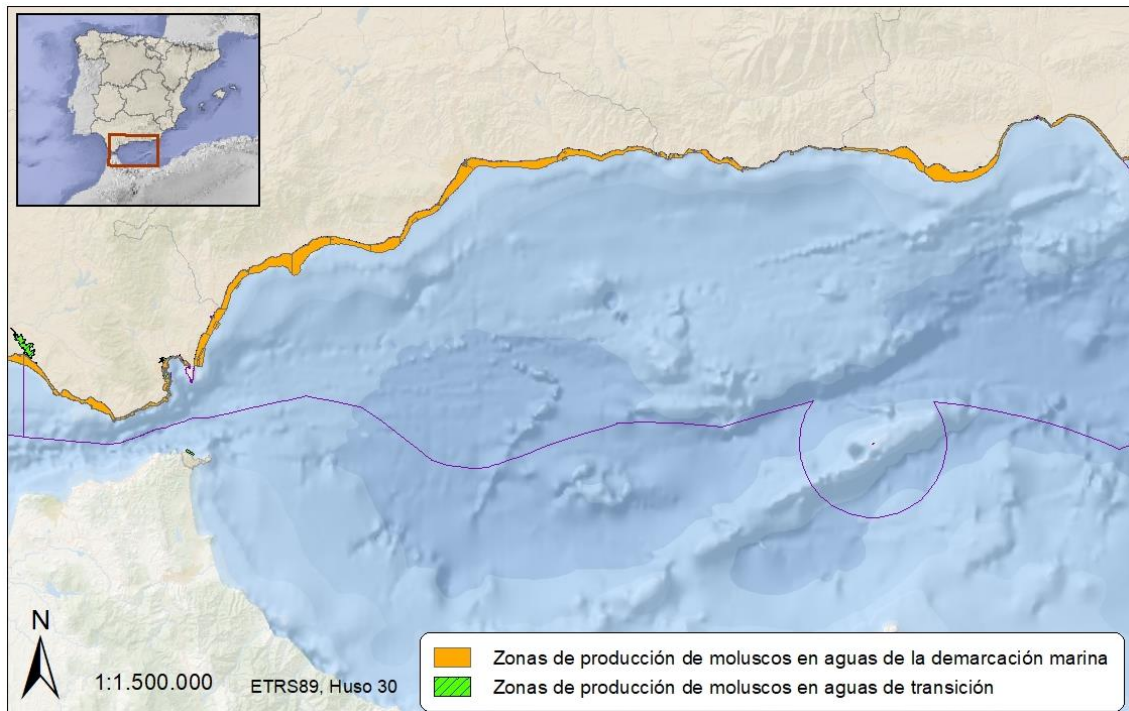 N
1:1.500.000
ETRS89, Huso 30
Zonas de producción de moluscos en aguas de la demarcación marina
Zonas de producción de moluscos en aguas de transición